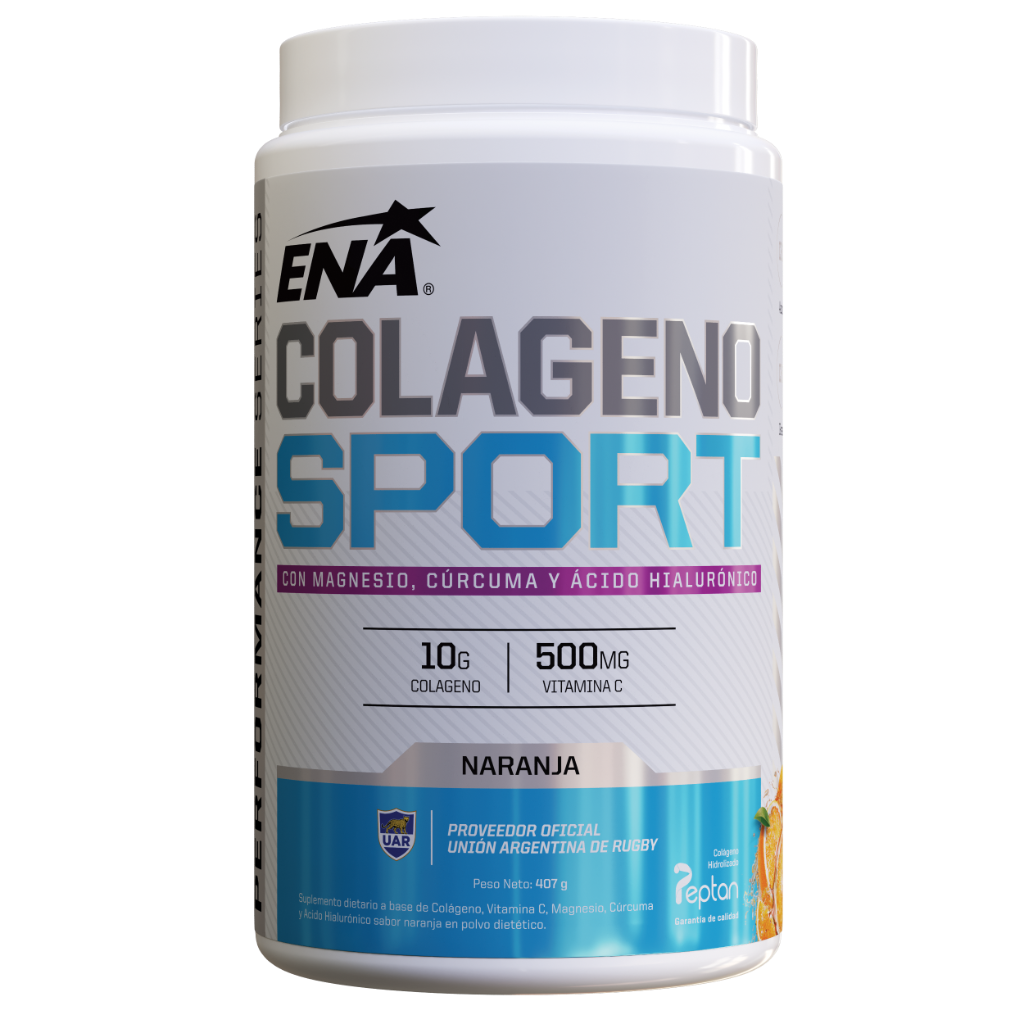 ENA®
COLAGENO
SPORT
CON MAGNESIO, CÚRCUMA Y ÁCIDO HIALURÓNICO
10G
COLAGENO
500MG
VITAMINA C
NARANJA
UAR
PROVEEDOR OFICIAL
UNIÓN ARGENTINA DE RUGBY
Peso Neto: 407 g
Suplemento dietario a base de Colágeno, Vitamina C, Magnesio, Cúrcuma
y Ácido Hialurónico sabor naranja en polvo dietético.
Colágeno
Hidrolizado
Peptan
Garantía de calidad
PERFORMANCE SERIES